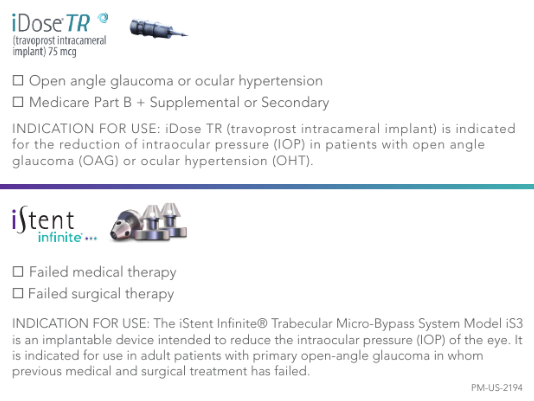 iDose® TR
(travoprost intracameral
implant) 75 mcg
☐ Open angle glaucoma or ocular hypertension
☐ Medicare Part B + Supplemental or Secondary
INDICATION FOR USE: iDose TR (travoprost intracameral implant) is indicated
for the reduction of intraocular pressure (IOP) in patients with open angle
glaucoma (OAG) or ocular hypertension (OHT).
iStent
infinite®
☐ Failed medical therapy
☐ Failed surgical therapy
INDICATION FOR USE: The iStent Infinite® Trabecular Micro-Bypass System Model iS3
is an implantable device intended to reduce the intraocular pressure (IOP) of the eye. It
is indicated for use in adult patients with primary open-angle glaucoma in whom
previous medical and surgical treatment has failed.
PM-US-2194